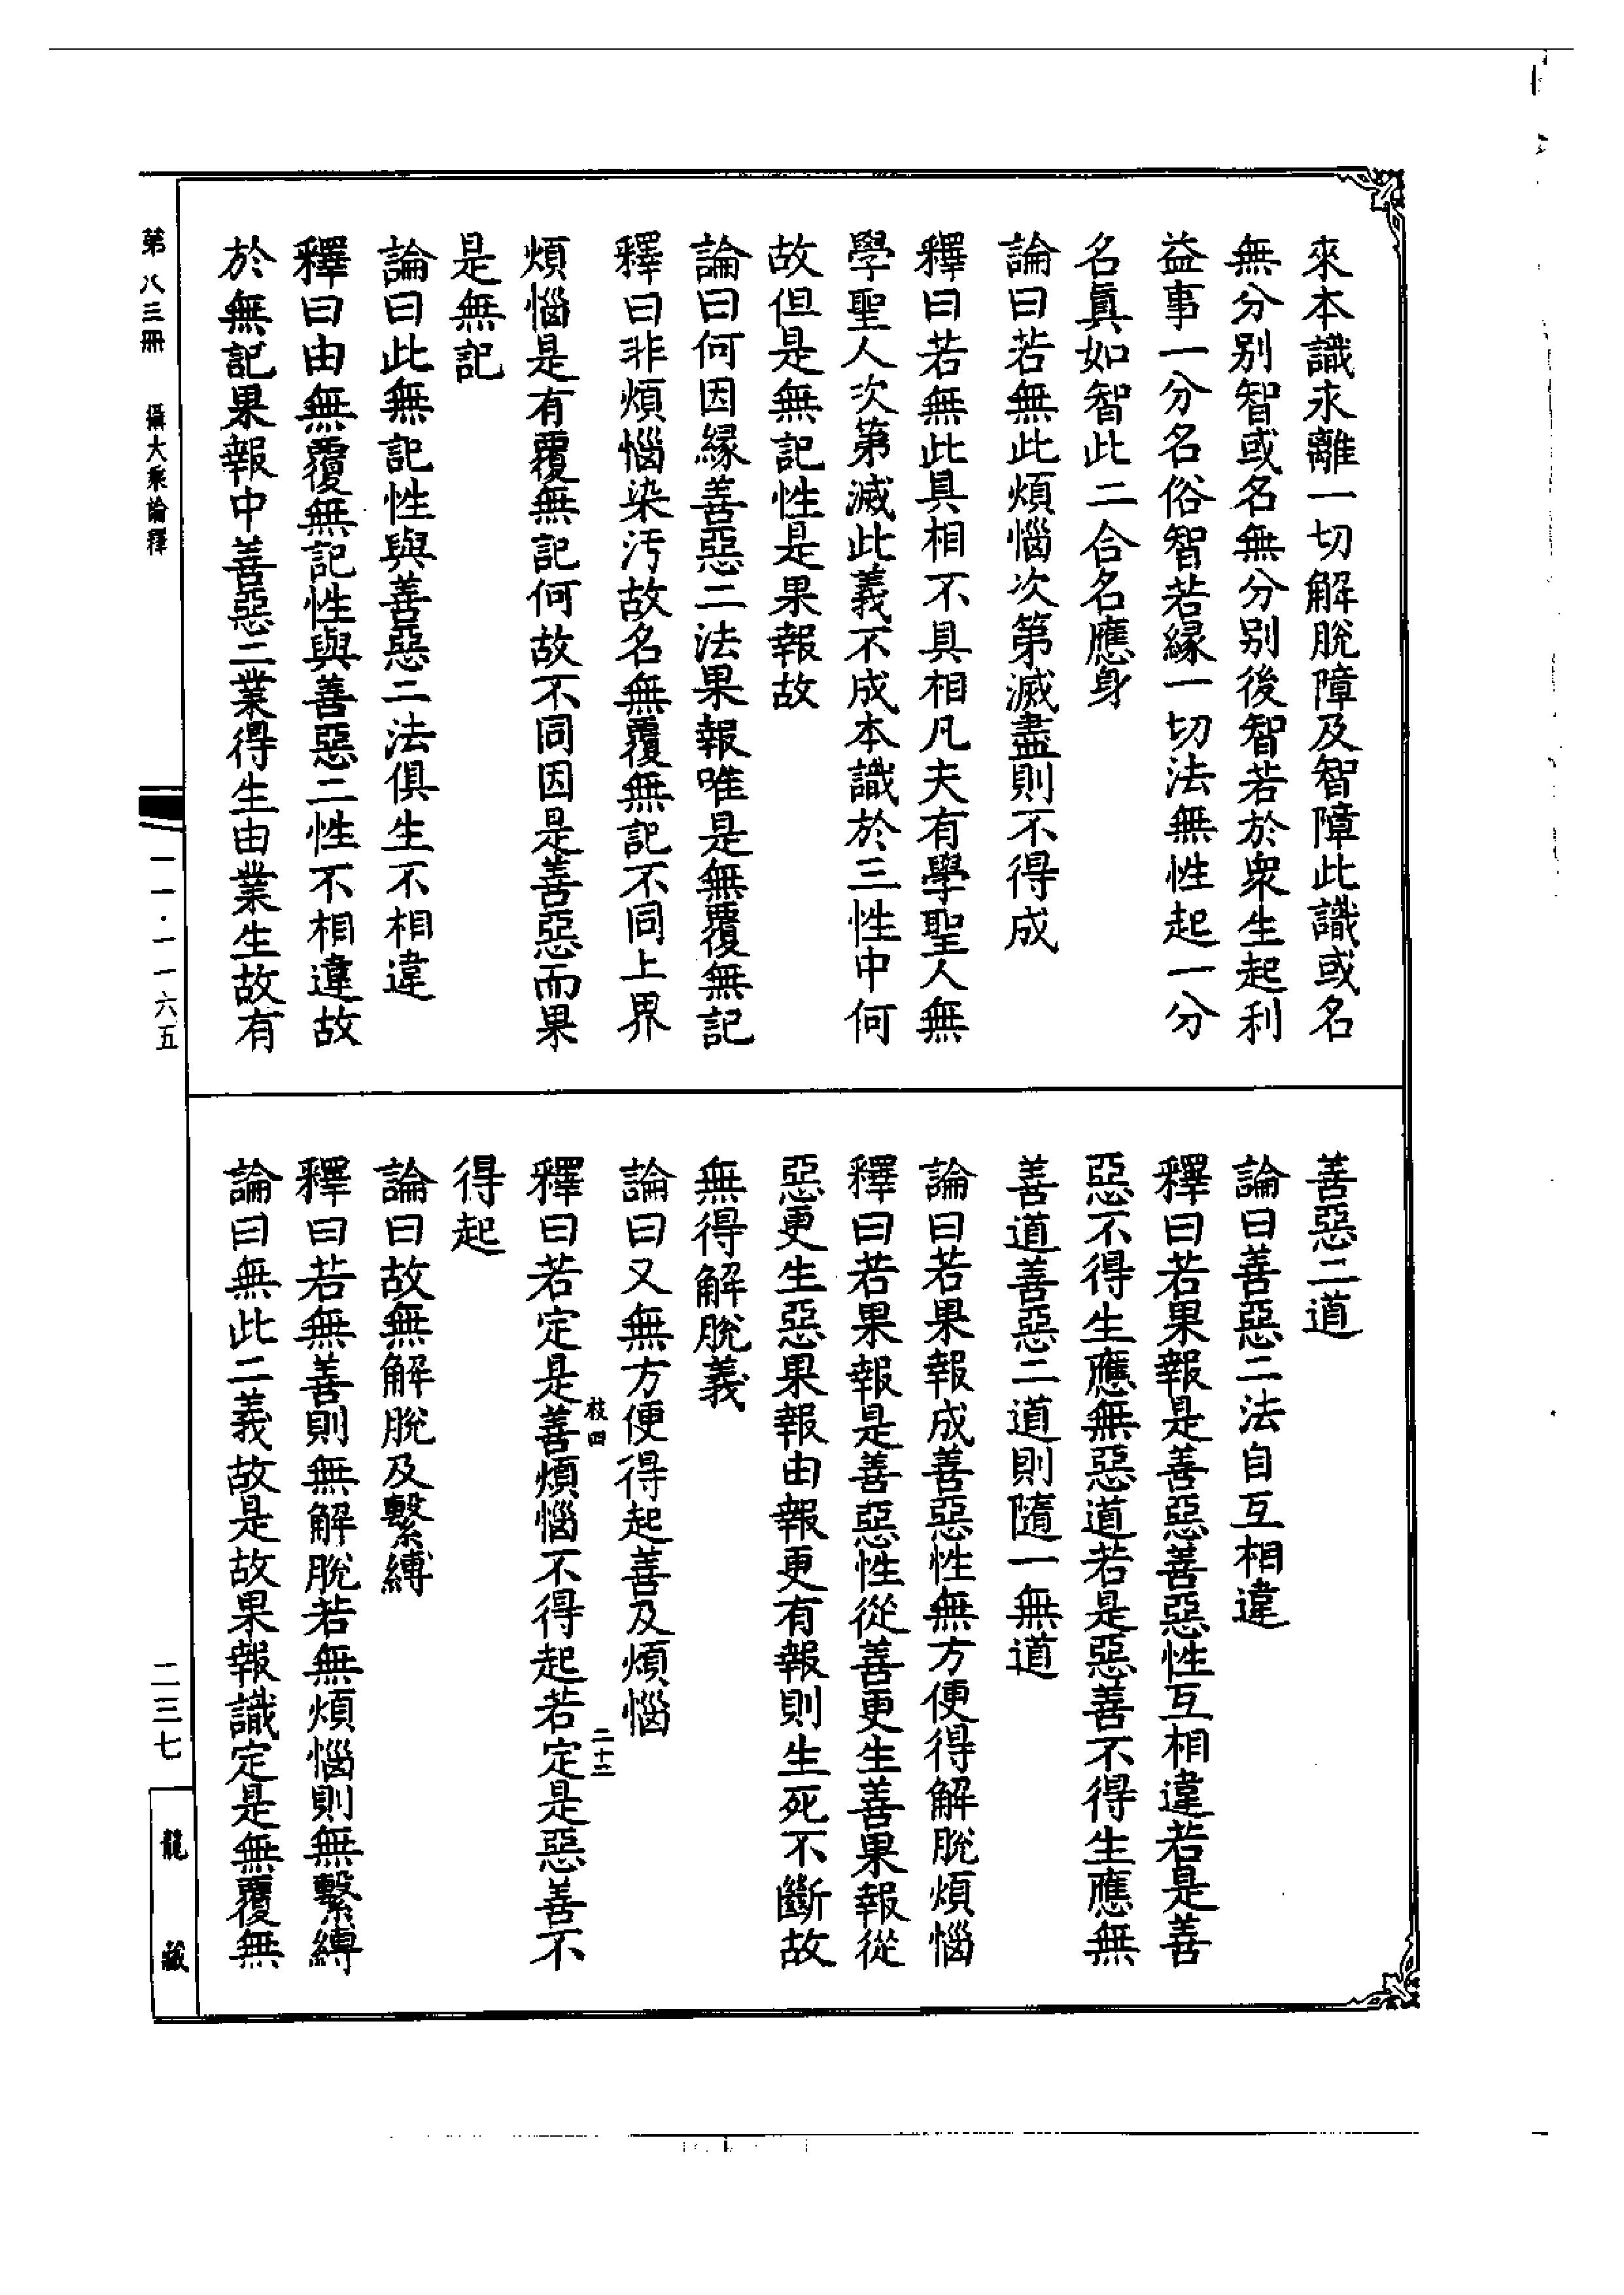 來本識永離一切解脫障及智障此識或名
無分别智或名無分别後智若於衆生起利
益事一分名俗智若緣一切法無性起一分
名眞如智此二合名應身
論曰若無此煩惱次第滅盡則不得成
釋曰若無此具相不具相凡夫有學聖人無
學聖人次第滅此義不成本識於三性中何
故但是無記性是果報故
論曰何因緣善惡二法果報唯是無覆無記
釋曰非煩惱染汚故名無覆無記不同上界
煩惱是有覆無記何故不同因是善惡而果
是無記
論曰此無記性與善惡二法俱生不相違
釋曰由無覆無記性與善惡二性不相違故
於無記果報中善惡二業得生由業生故有
善惡二道
論曰善惡二法自互相違
釋曰若果報是善惡善惡性互相違若是善
惡不得生應無惡道若是惡善不得生應無
善道善惡二道則隨一無道
論曰若果報成善惡性無方便得解脫煩惱
釋曰若果報是善惡性從善更生善果報從
惡更生惡果報由報更有報則生死不斷故
無得解脫義
論曰又無方便得起善及煩惱
釋曰若定是善煩惱不得起若定是惡善不
得起
論曰故無解脫及繫縛
釋曰若無善則無解脫若無煩惱則無繫縛
論曰無此二義故是故果報識定是無覆無
枝四
二十三
第八三冊 攝大乘論釋
一一·一一六五
二三七
龍藏